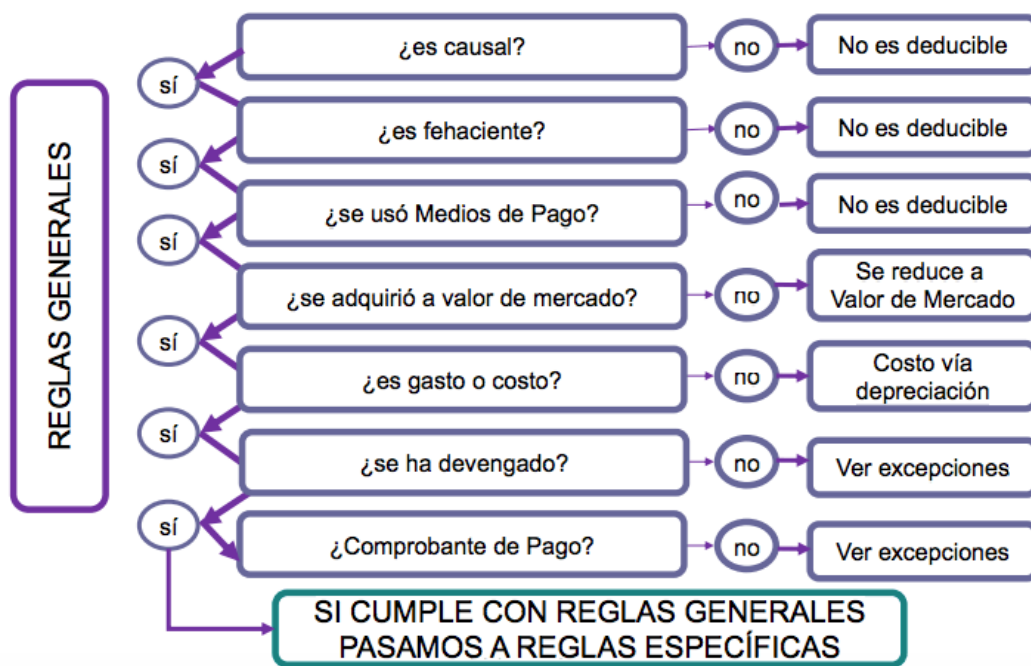 REGLAS GENERALES
¿es causal?
no
No es deducible
sí
¿es fehaciente?
no
No es deducible
sí
¿se usó Medios de Pago?
no
No es deducible
sí
¿se adquirió a valor de mercado?
no
Se reduce a
Valor de Mercado
sí
¿es gasto o costo?
no
Costo vía
depreciación
sí
¿se ha devengado?
no
Ver excepciones
sí
¿Comprobante de Pago?
no
Ver excepciones
SI CUMPLE CON REGLAS GENERALES
PASAMOS A REGLAS ESPECÍFICAS